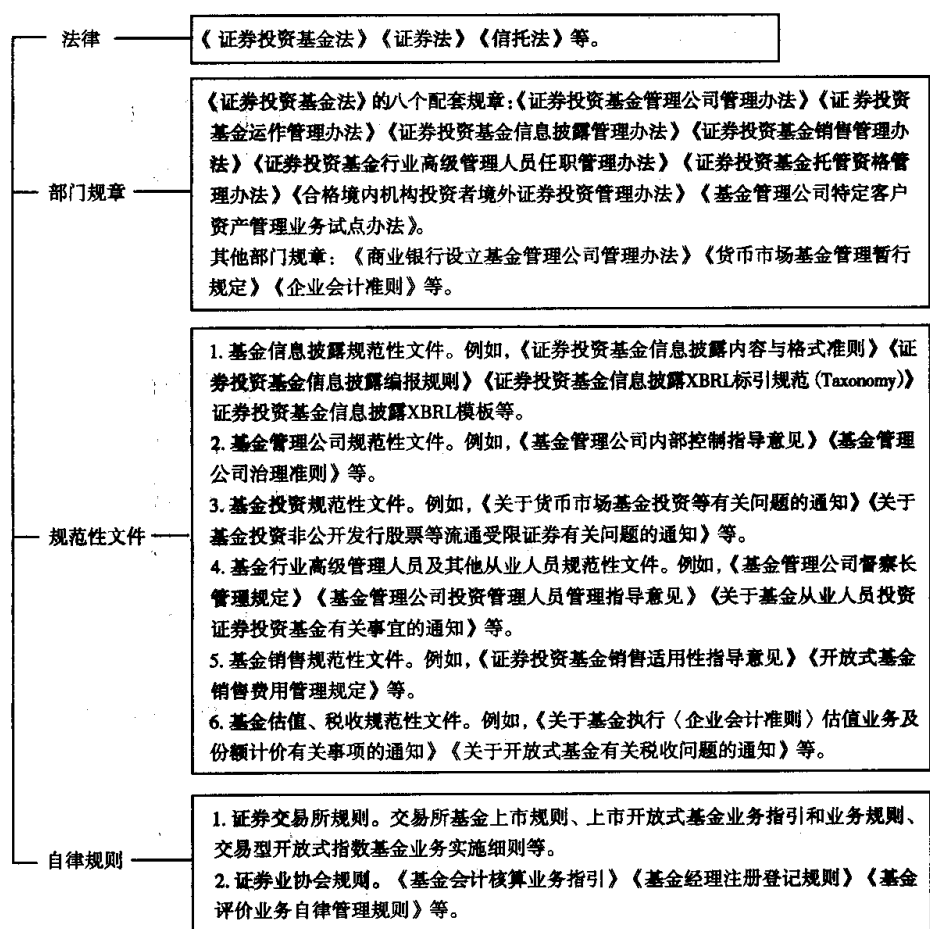 法律
《证券投资基金法》《证券法》《信托法》等。
部门规章
《证券投资基金法》的八个配套规章:《证券投资基金管理公司管理办法》《证券投资
基金运作管理办法》《证券投资基金信息披露管理办法》《证券投资基金销售管理办
法》《证券投资基金行业高级管理人员任职管理办法》《证券投资基金托管资格管
理办法》《合格境内机构投资者境外证券投资管理办法》《基金管理公司特定客户
资产管理业务试点办法》。
其他部门规章:《商业银行设立基金管理公司管理办法》《货币市场基金管理暂行
规定》《企业会计准则》等。
规范性文件
1. 基金信息披露规范性文件。例如,《证券投资基金信息披露内容与格式准则》《证
券投资基金信息披露编报规则》《证券投资基金信息披露XBRL标引规范(Taxonomy)》
证券投资基金信息披露XBRL模板等。
2. 基金管理公司规范性文件。例如,《基金管理公司内部控制指导意见》《基金管理
公司治理准则》等。
3. 基金投资规范性文件。例如,《关于货币市场基金投资等有关问题的通知》《关于
基金投资非公开发行股票等流通受限证券有关问题的通知》等。
4. 基金行业高级管理人员及其他从业人员规范性文件。例如,《基金管理公司督察长
管理规定》《基金管理公司投资管理人员管理指导意见》《关于基金从业人员投资
证券投资基金有关事宜的通知》等。
5. 基金销售规范性文件。例如,《证券投资基金销售适用性指导意见》《开放式基金
销售费用管理规定》等。
6. 基金估值、税收规范性文件。例如,《关于基金执行〈企业会计准则〉估值业务及
份额计价有关事项的通知》《关于开放式基金有关税收问题的通知》等。
自律规则
1. 证券交易所规则。交易所基金上市规则、上市开放式基金业务指引和业务规则、
交易型开放式指数基金业务实施细则等。
2. 证券业协会规则。《基金会计核算业务指引》《基金经理注册登记规则》《基金
评价业务自律管理规则》等。